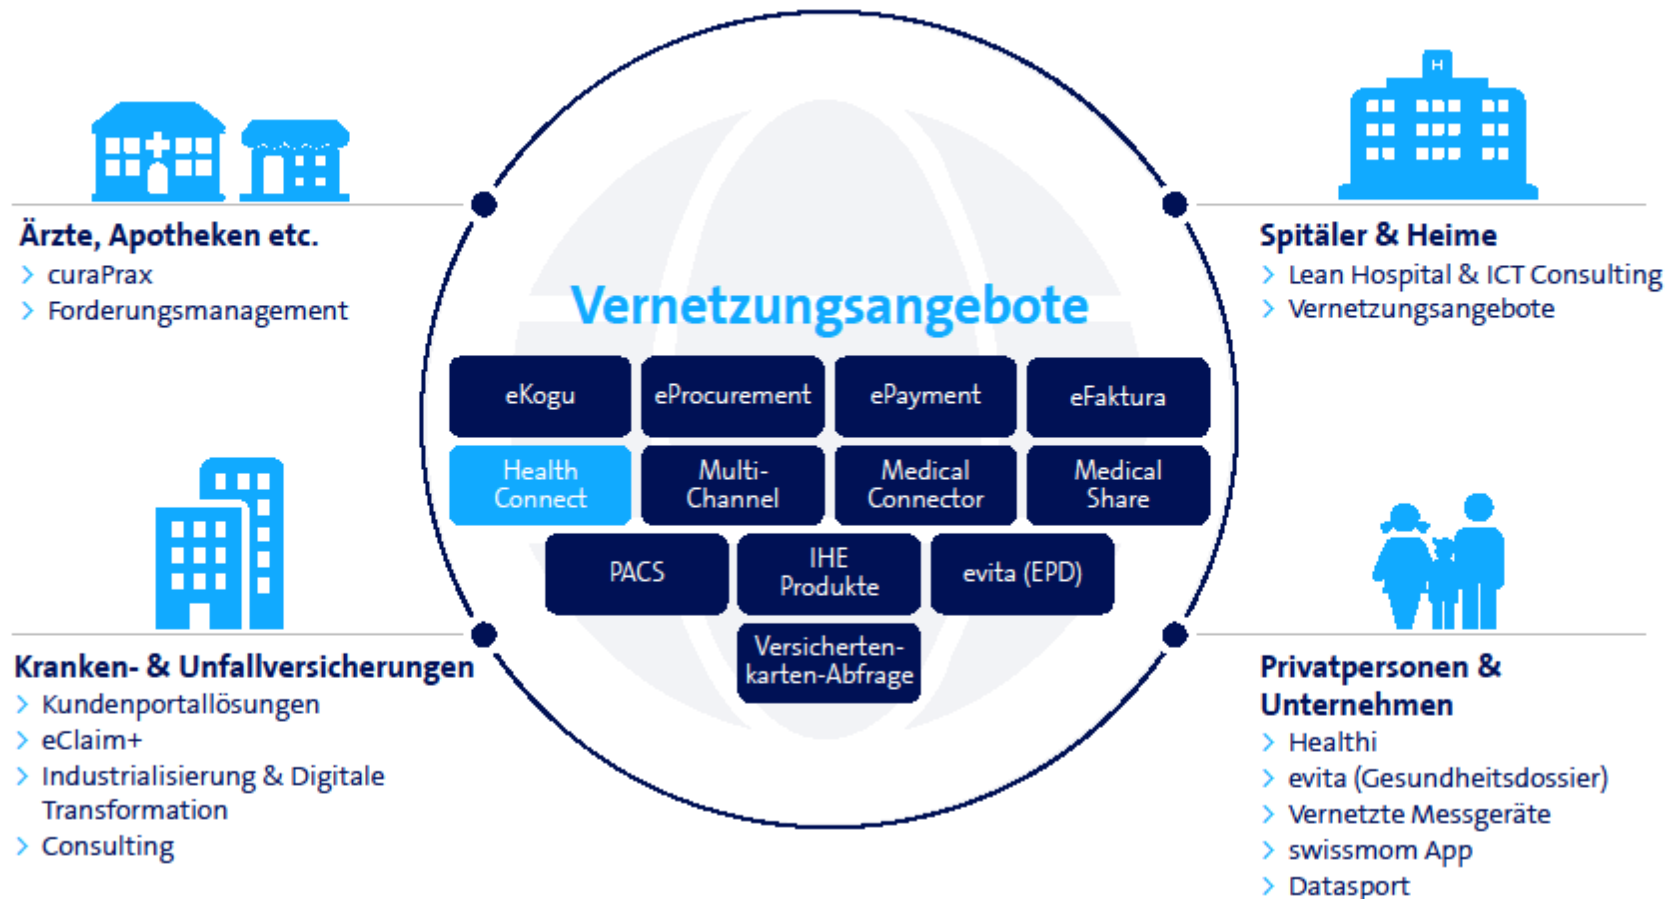 H
Ärzte, Apotheken etc.
> curaPrax
> Forderungsmanagement
Spitäler & Heime
> Lean Hospital & ICT Consulting
> Vernetzungsangebote
Vernetzungsangebote
eKogu
eProcurement
ePayment
eFaktura
Health
Connect
Multi-
Channel
Medical
Connector
Medical
Share
PACS
IHE
Produkte
evita (EPD)
Versicherten-
karten-Abfrage
Kranken- & Unfallversicherungen
> Kundenportallösungen
> eClaim+
> Industrialisierung & Digitale
Transformation
> Consulting
Privatpersonen &
Unternehmen
> Healthi
> evita (Gesundheitsdossier)
> Vernetzte Messgeräte
> swissmom App
> Datasport